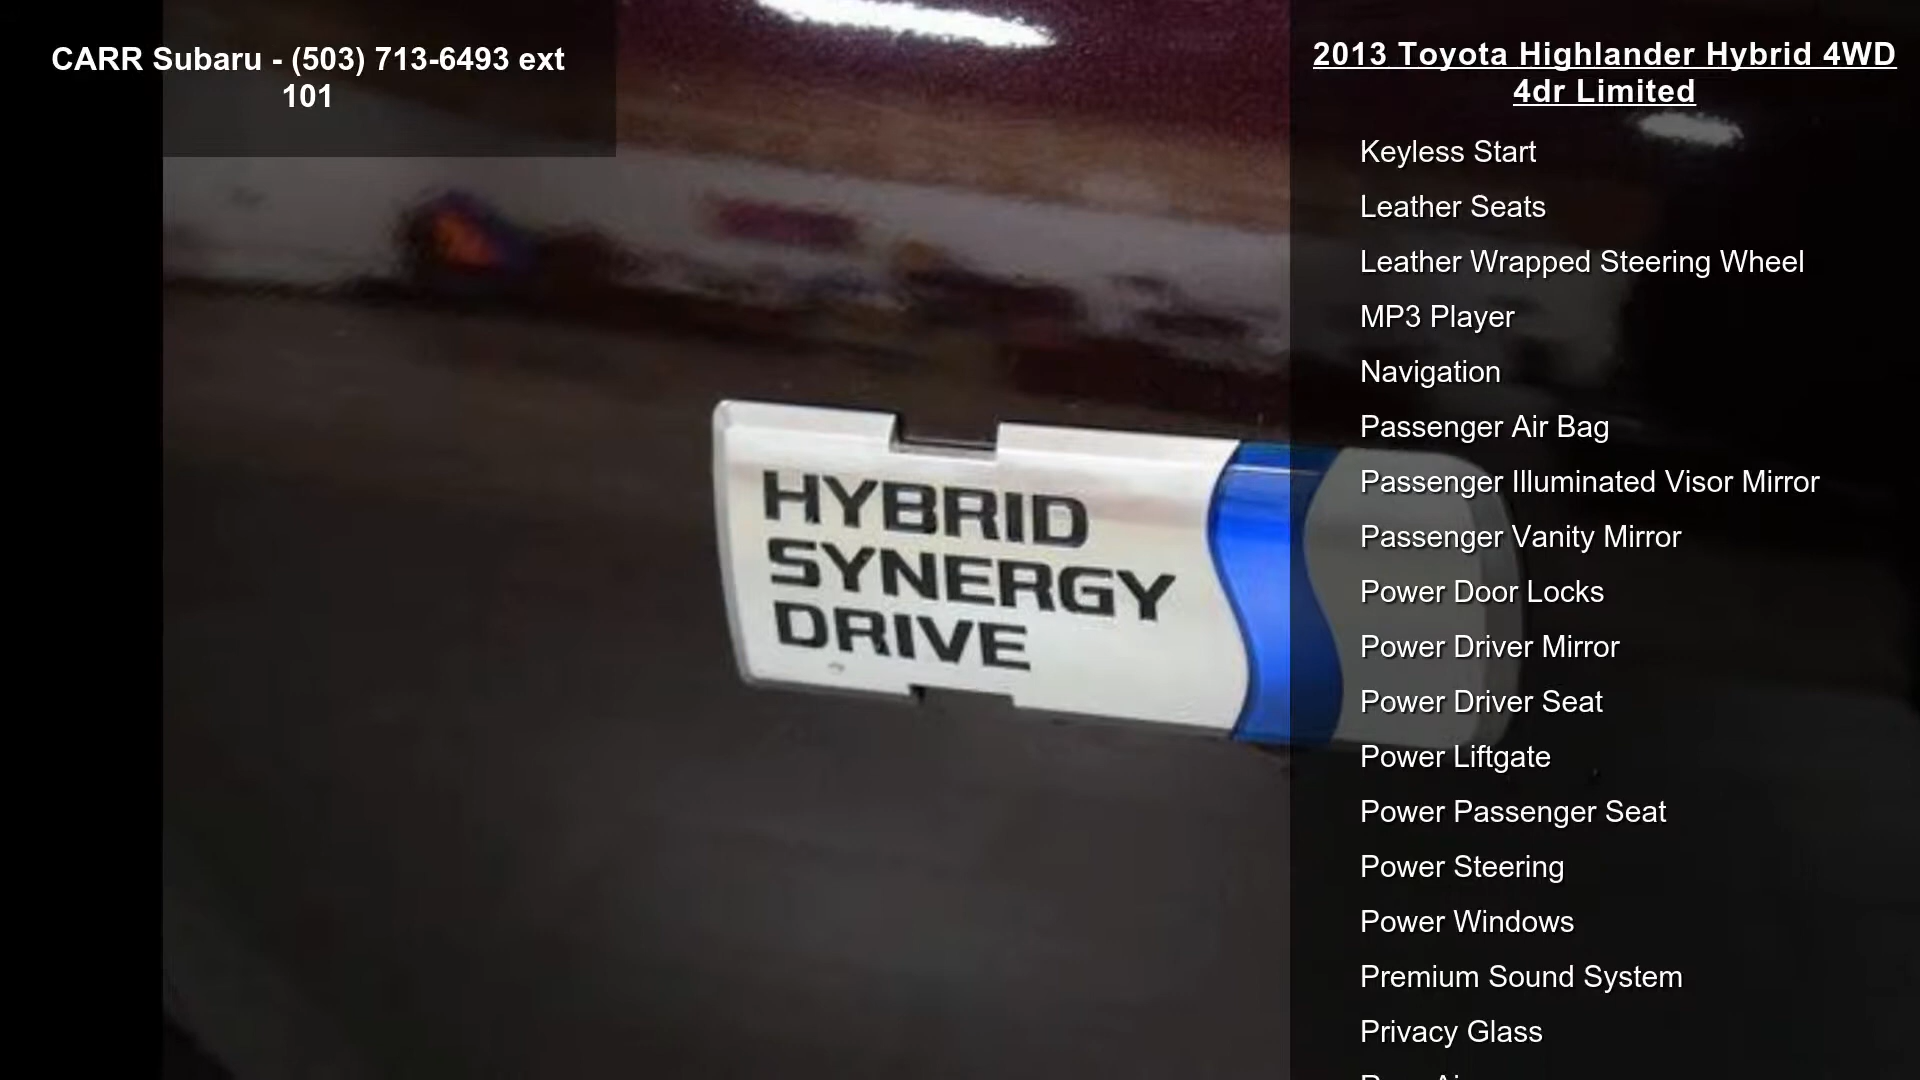 CARR Subaru - (503) 713-6493 ext
101
2013 Toyota Highlander Hybrid 4WD
4dr Limited
Keyless Start
Leather Seats
Leather Wrapped Steering Wheel
MP3 Player
Navigation
Passenger Air Bag
Passenger Illuminated Visor Mirror
Passenger Vanity Mirror
Power Door Locks
Power Driver Mirror
Power Driver Seat
Power Liftgate
Power Passenger Seat
Power Steering
Power Windows
Premium Sound System
Privacy Glass
HYBRID
SYNERGY
DRIVE